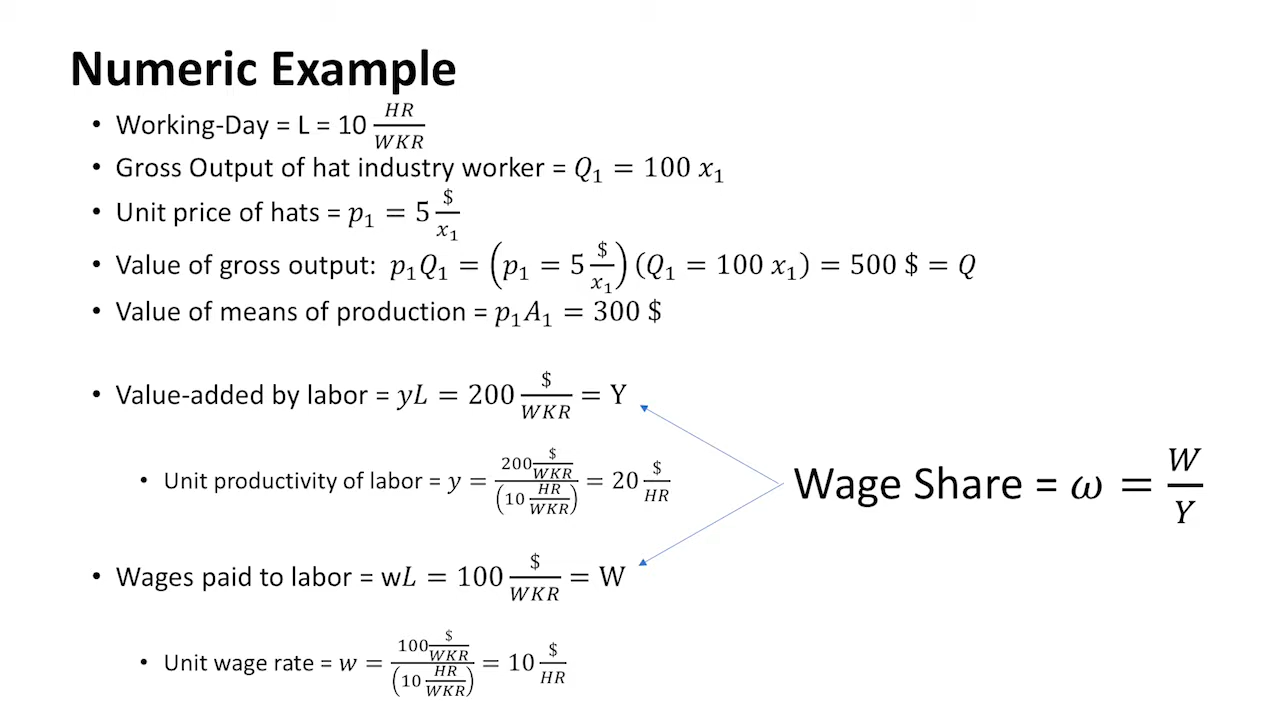 Numeric Example
• Working-Day = L = 10 HR/WKR
• Gross Output of hat industry worker = Q₁ = 100 x₁
• Unit price of hats = p₁ = 5 $/x₁
• Value of gross output: p₁Q₁ = (p₁ = 5 $/x₁) (Q₁ = 100 x₁) = 500 $ = Q
• Value of means of production = p₁A₁ = 300 $
• Value-added by labor = yL = 200 $/WKR = Y
• Unit productivity of labor = y = 200 $/WKR / (10 HR/WKR) = 20 $/HR
Wage Share = ω = W/Y
• Wages paid to labor = wL = 100 $/WKR = W
• Unit wage rate = w = 100 $/WKR / (10 HR/WKR) = 10 $/HR